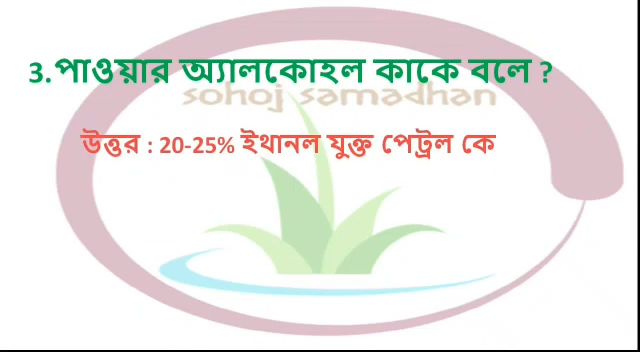 3.পাওয়ার অ্যালকোহল কাকে বলে ?
sohoj samadhan
উত্তর : 20-25% ইথানল যুক্ত পেট্রল কে